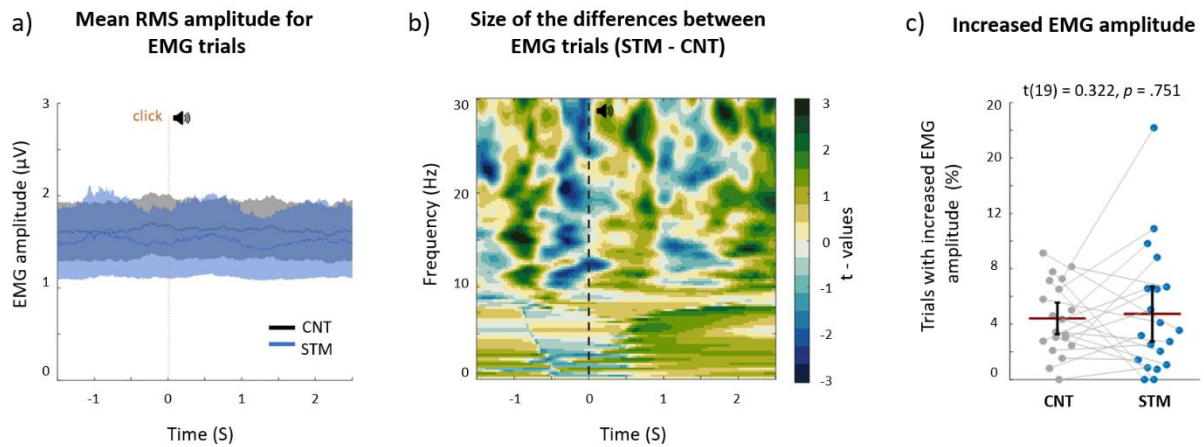 a)
Mean RMS amplitude for
EMG trials
EMG amplitude (µV)
3
2
1
0
click
CNT
STM
-1
0
1
2
Time (S)
b)
Size of the differences between
EMG trials (STM - CNT)
Frequency (Hz)
30
20
10
0
-1
0
1
2
Time (S)
3
2
1
0
-1
-2
-3
t - values
c)
Increased EMG amplitude
t(19) = 0.322, p = .751
Trials with increased EMG
amplitude (%)
20
20
12
8
4
0
CNT
STM